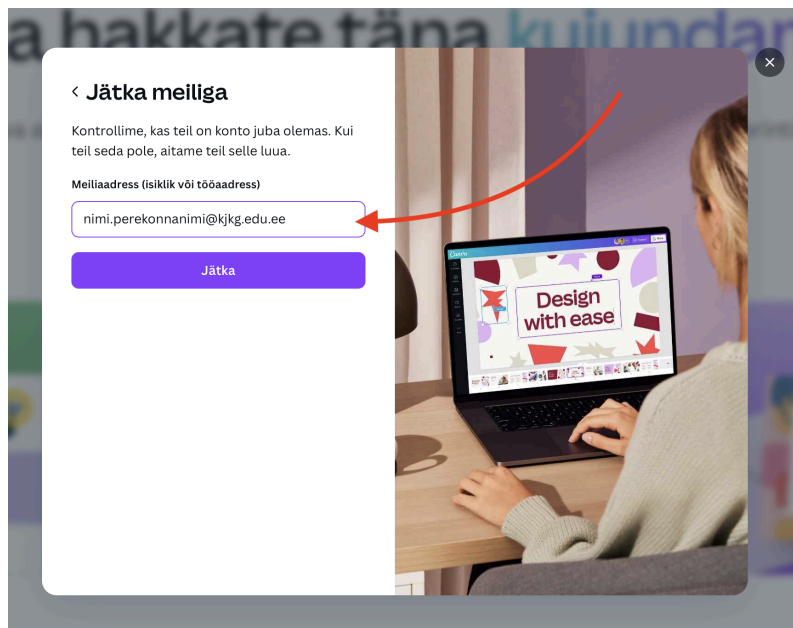 a hakkate täna kujundar
Jätka meiliga
Kontrollime, kas teil on konto juba olemas. Kui
teil seda pole, aitame teil selle luua.
Meiliaadress (isiklik või tööaadress)
nimi.perekonnanimi@kjkg.edu.ee
Jätka
Canva
Design
with ease